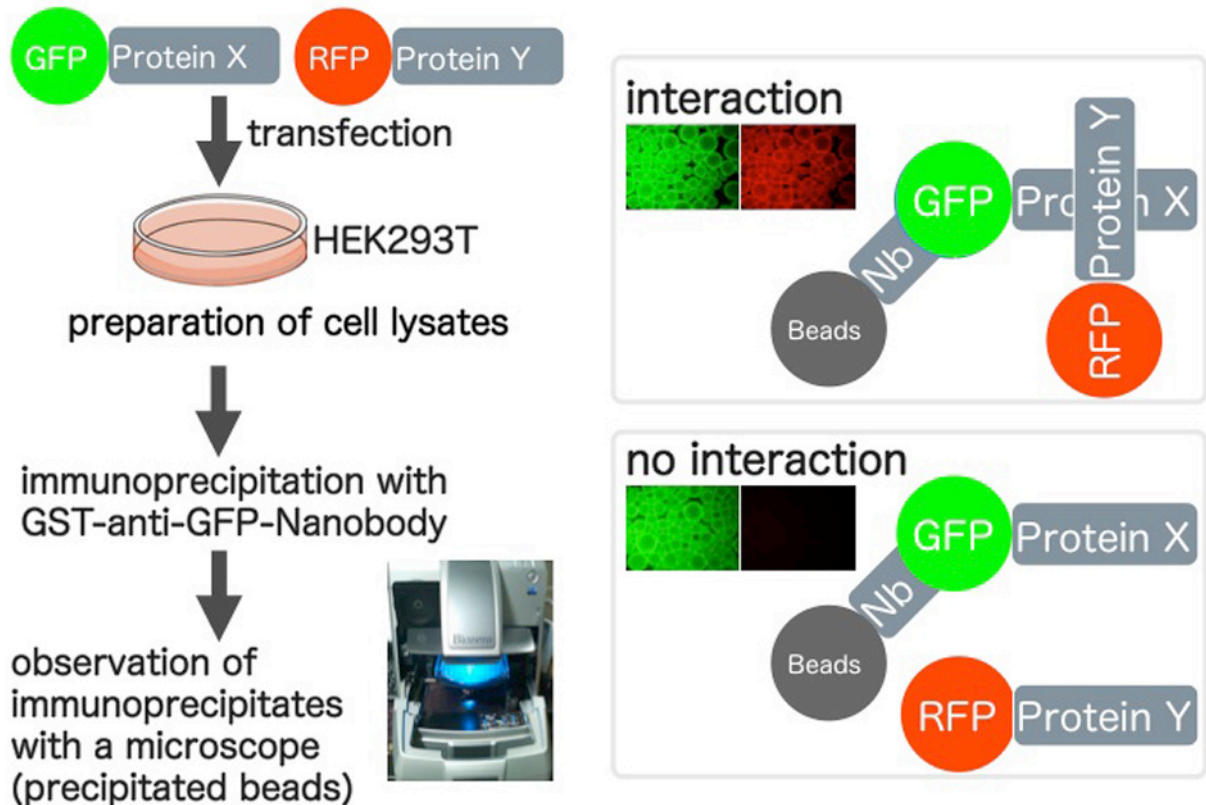 GFP Protein X RFP Protein Y
transfection
HEK293T
preparation of cell lysates
immunoprecipitation with
GST-anti-GFP-Nanobody
observation of
immunoprecipitates
with a microscope
(precipitated beads)
interaction
GFP Protein X
Protein Y
RFP
Nb
Beads
no interaction
GFP Protein X
Nb
Beads
RFP Protein Y